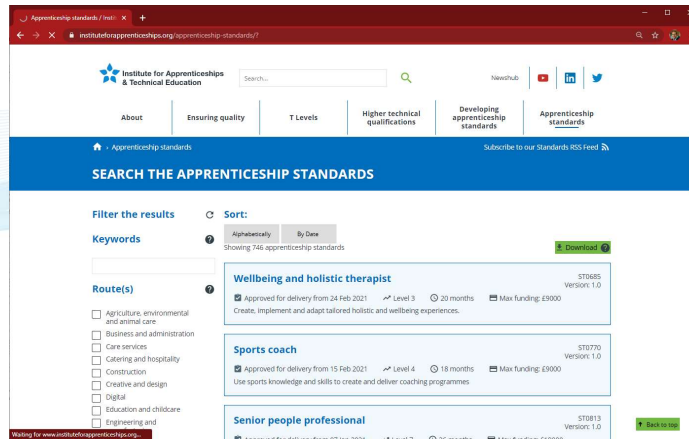 Apprenticeship standards / Instit
instituteforapprenticeships.org/apprenticeship-standards/?
Institute for Apprenticeships
& Technical Education
Search...
Newshub
About
Ensuring quality
T Levels
Higher technical
qualifications
Developing
apprenticeship
standards
Apprenticeship
standards
Apprenticeship standards
Subscribe to our Standards RSS Feed
SEARCH THE APPRENTICESHIP STANDARDS
Filter the results
Keywords
Route(s)
Agriculture, environmental
and animal care
Business and administration
Care services
Catering and hospitality
Construction
Creative and design
Digital
Education and childcare
Engineering and
Sort:
Alphabetically
By Date
Showing 746 apprenticeship standards
Download
Wellbeing and holistic therapist
ST0685
Version: 1.0
Approved for delivery from 24 Feb 2021 Level 3 20 months Max funding: £9000
Create, implement and adapt tailored holistic and wellbeing experiences.
Sports coach
ST0770
Version: 1.0
Approved for delivery from 15 Feb 2021 Level 4 18 months Max funding: £9000
Use sports knowledge and skills to create and deliver coaching programmes
Senior people professional
ST0813
Version: 1.0
Back to top
Waiting for www.instituteforapprenticeships.org...